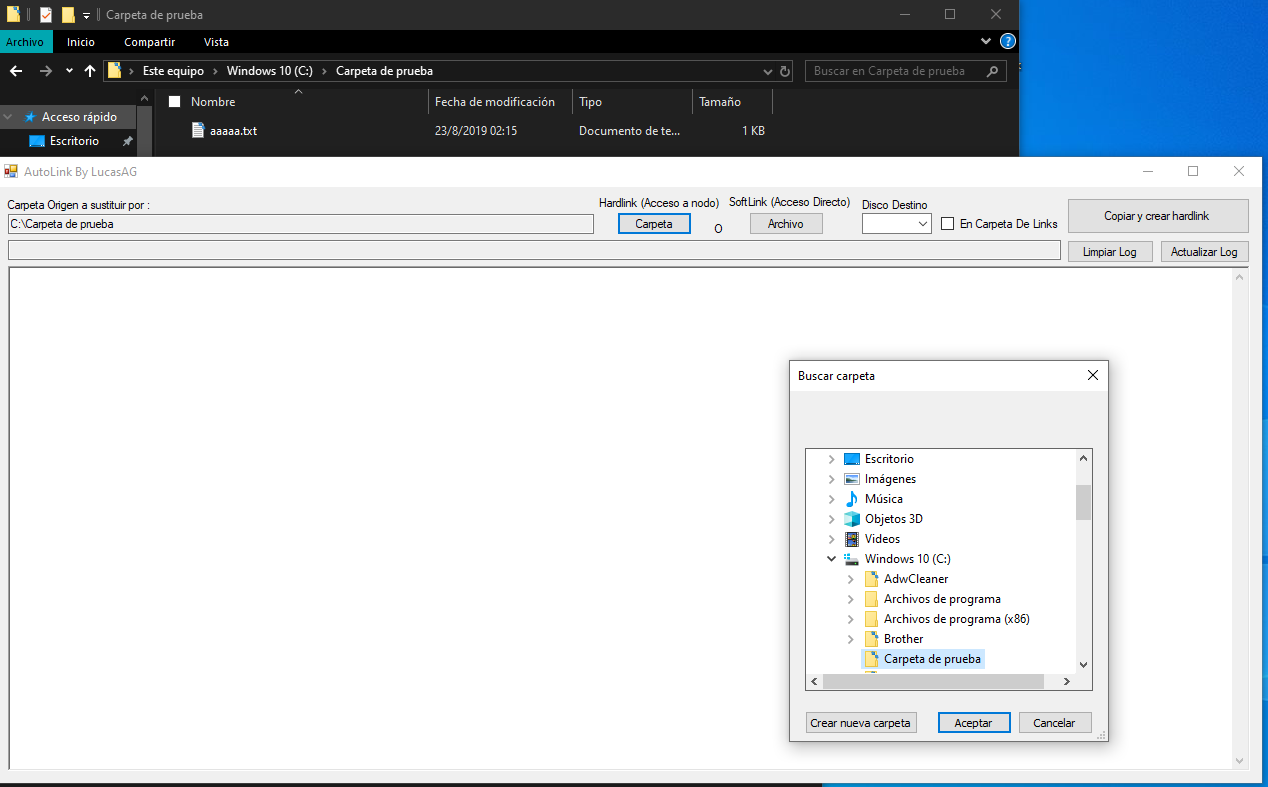 Carpeta de prueba
Archivo Inicio Compartir Vista
Este equipo Windows 10 (C:) Carpeta de prueba Buscar en Carpeta de prueba
Nombre Fecha de modificación Tipo Tamaño
Acceso rápido
aaaaa.txt 23/8/2019 02:15 Documento de te... 1 KB
Escritorio
AutoLink By LucasAG
Carpeta Origen a sustituir por : Hardlink (Acceso a nodo) SoftLink (Acceso Directo) Disco Destino
C:\Carpeta de prueba Carpeta O Archivo En Carpeta De Links Copiar y crear hardlink
Limpiar Log Actualizar Log
Buscar carpeta
Escritorio
Imágenes
Música
Objetos 3D
Videos
Windows 10 (C:)
AdwCleaner
Archivos de programa
Archivos de programa (x86)
Brother
Carpeta de prueba
Crear nueva carpeta Aceptar Cancelar